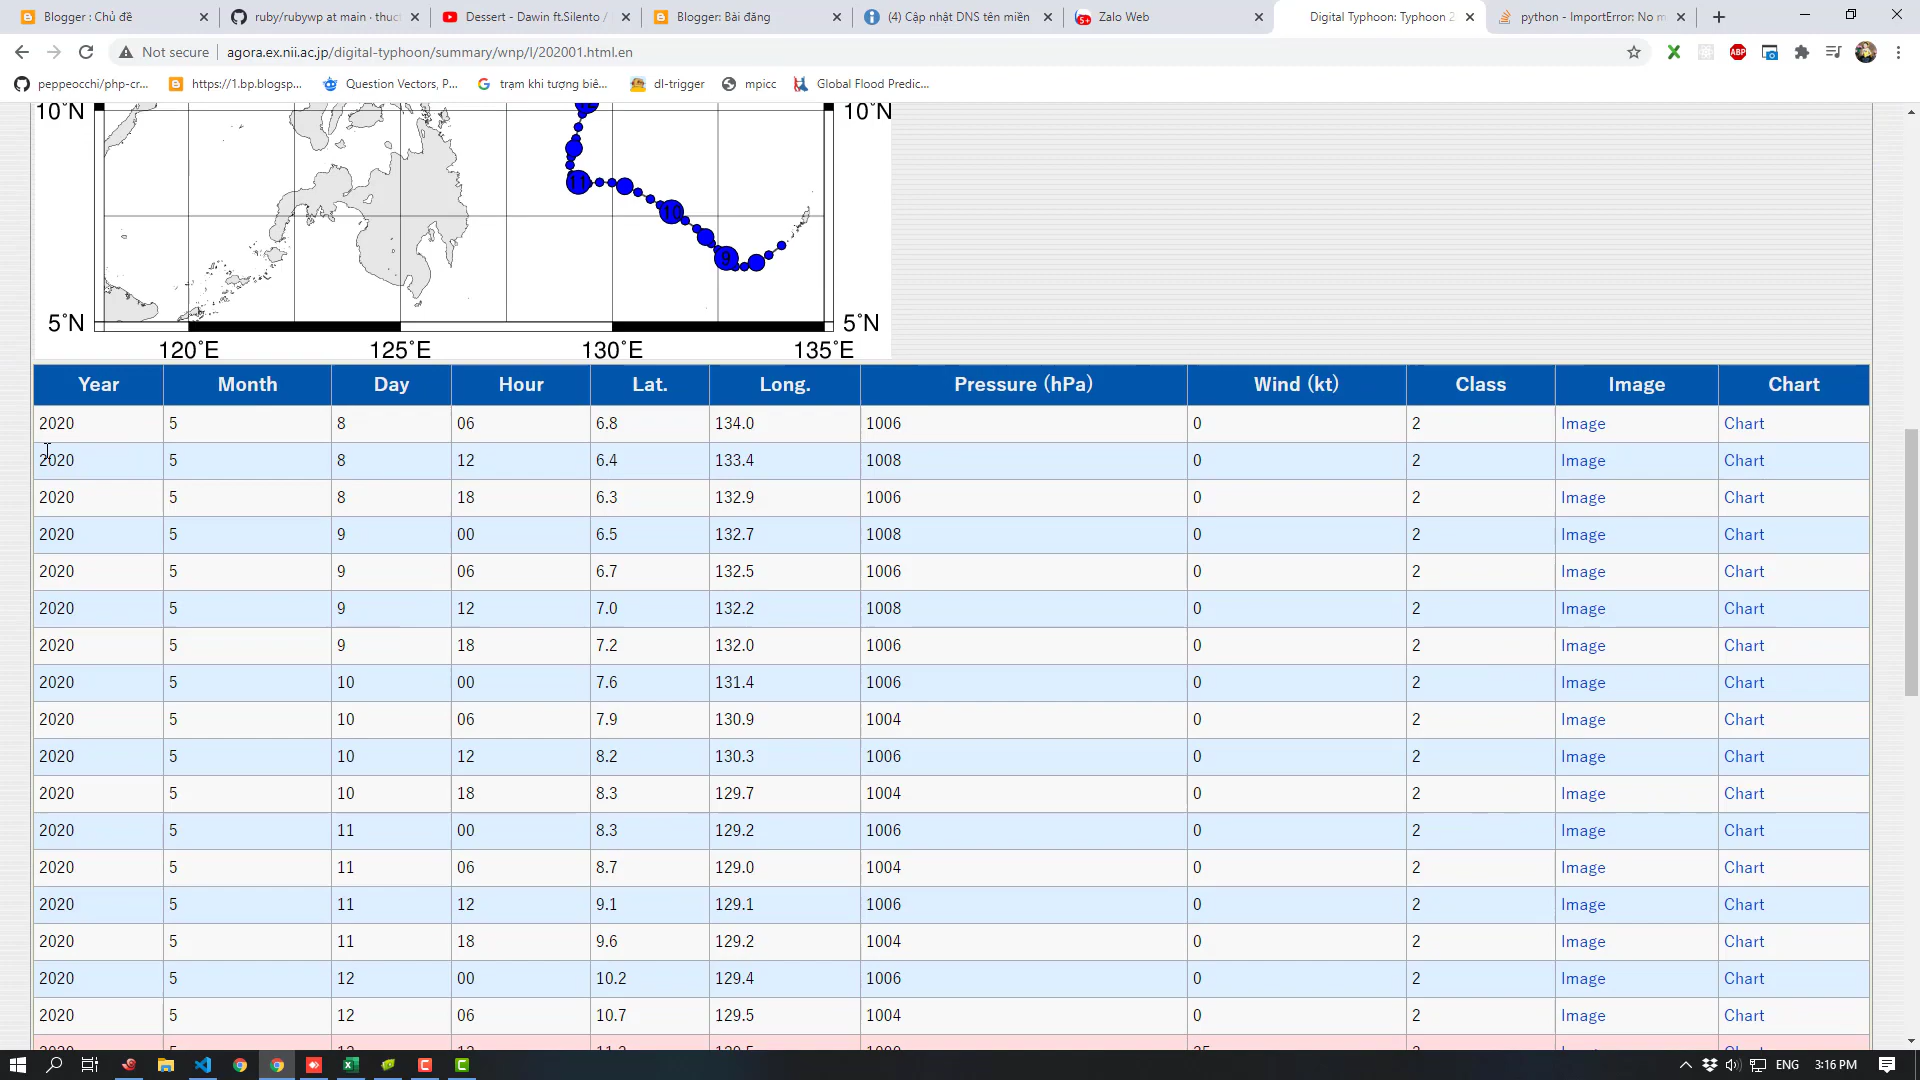 Blogger : Chủ đề
ruby/rubywp at main · thuc
Dessert - Dawin ft.Silento /
Blogger: Bài đăng
(4) Cập nhật DNS tên miền
Zalo Web
Digital Typhoon: Typhoon 2
python - ImportError: No m
Not secure agora.ex.nii.ac.jp/digital-typhoon/summary/wnp/l/202001.html.en
ABP
peppeocchi/php-cr...
https://1.bp.blogsp...
Question Vectors, P...
trạm khí tượng biê...
dl-trigger
mpicc
Global Flood Predic...
10°N 10°N
11
10
9
5°N 5°N
120°E 125°E 130°E 135°E
Year Month Day Hour Lat. Long. Pressure (hPa) Wind (kt) Class Image Chart
2020 5 8 06 6.8 134.0 1006 0 2 Image Chart
2020 5 8 12 6.4 133.4 1008 0 2 Image Chart
2020 5 8 18 6.3 132.9 1006 0 2 Image Chart
2020 5 9 00 6.5 132.7 1008 0 2 Image Chart
2020 5 9 06 6.7 132.5 1006 0 2 Image Chart
2020 5 9 12 7.0 132.2 1008 0 2 Image Chart
2020 5 9 18 7.2 132.0 1006 0 2 Image Chart
2020 5 10 00 7.6 131.4 1006 0 2 Image Chart
2020 5 10 06 7.9 130.9 1004 0 2 Image Chart
2020 5 10 12 8.2 130.3 1006 0 2 Image Chart
2020 5 10 18 8.3 129.7 1004 0 2 Image Chart
2020 5 11 00 8.3 129.2 1006 0 2 Image Chart
2020 5 11 06 8.7 129.0 1004 0 2 Image Chart
2020 5 11 12 9.1 129.1 1006 0 2 Image Chart
2020 5 11 18 9.6 129.2 1004 0 2 Image Chart
2020 5 12 00 10.2 129.4 1006 0 2 Image Chart
2020 5 12 06 10.7 129.5 1004 0 2 Image Chart
ENG 3:16 PM